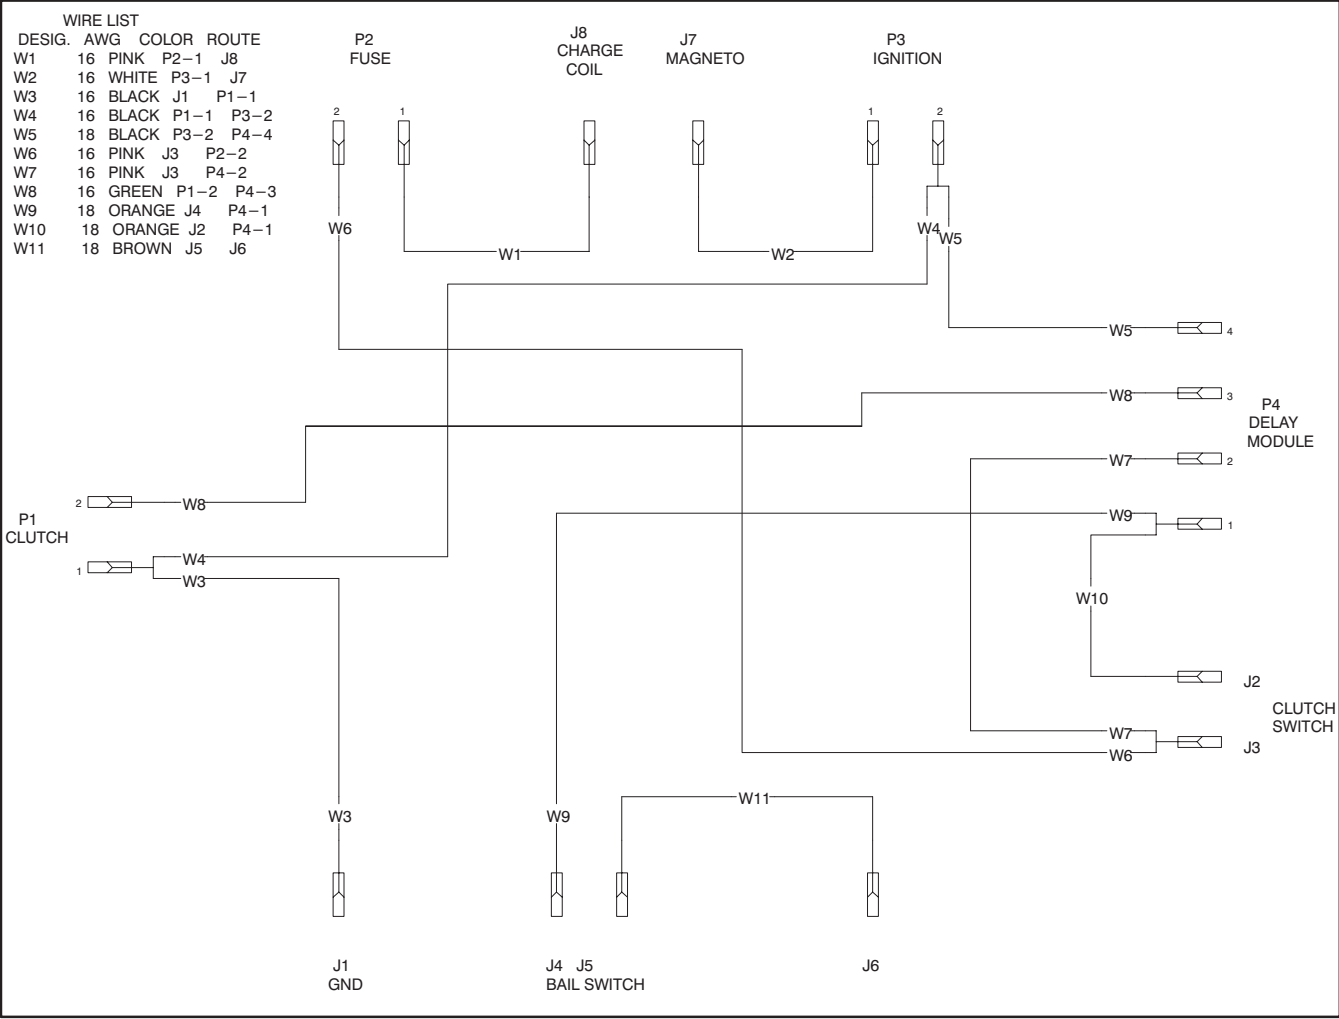 WIRE LIST
DESIG. AWG COLOR ROUTE
W1 16 PINK P2-1 J8
W2 16 WHITE P3-1 J7
W3 16 BLACK J1 P1-1
W4 16 BLACK P1-1 P3-2
W5 18 BLACK P3-2 P4-4
W6 16 PINK J3 P2-2
W7 16 PINK J3 P4-2
W8 16 GREEN P1-2 P4-3
W9 18 ORANGE J4 P4-1
W10 18 ORANGE J2 P4-1
W11 18 BROWN J5 J6
P2
FUSE
J8
CHARGE
COIL
J7
MAGNETO
P3
IGNITION
2
1
1
2
W6
W1
W2
W4
W5
W5
4
W8
3
P4
DELAY
MODULE
W7
2
W9
1
2
W8
P1
CLUTCH
1
W4
W3
W10
J2
CLUTCH
SWITCH
W7
W6
J3
W3
W9
W11
J1
GND
J4 J5
BAIL SWITCH
J6